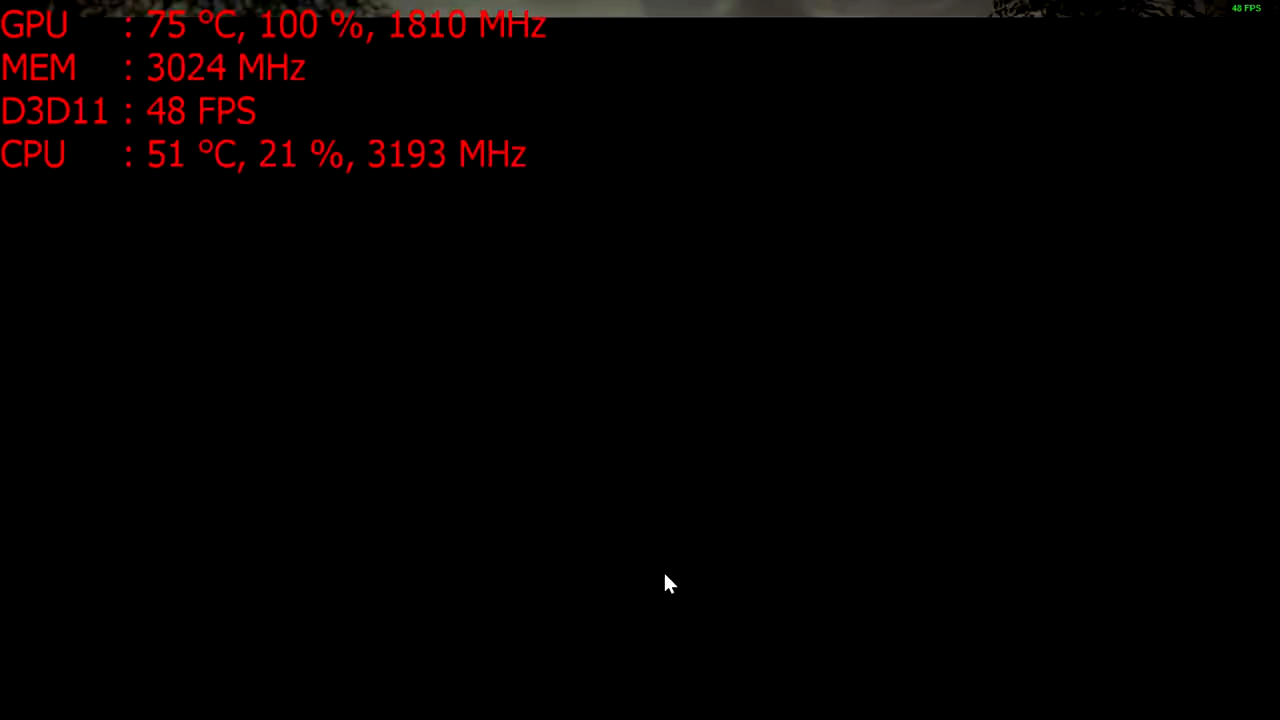 48 FPS
GPU : 75 °C, 100 %, 1810 MHz
MEM : 3024 MHz
D3D11 : 48 FPS
CPU : 51 °C, 21 %, 3193 MHz